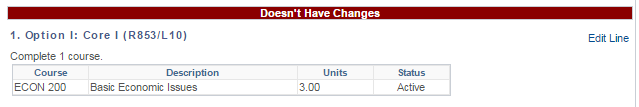 Doesn't Have Changes
1. Option I: Core I (R853/L10)
Edit Line
Complete 1 course.
Course Description Units Status
ECON 200 Basic Economic Issues 3.00 Active